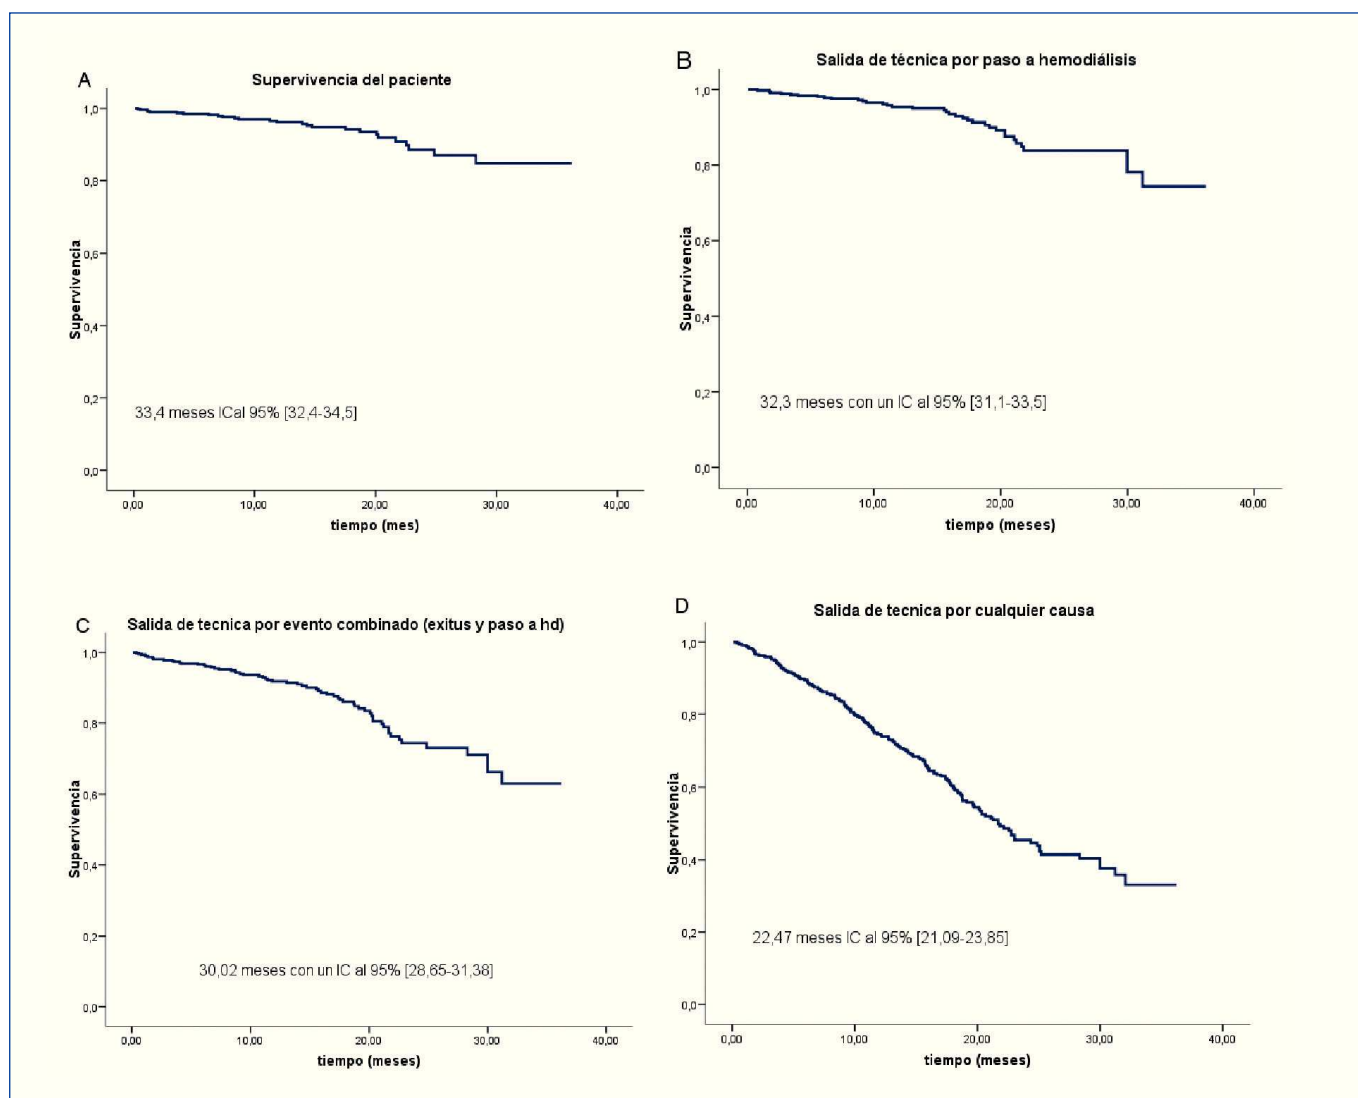 A
Supervivencia del paciente
Supervivencia
1,0
0,8
0,6
0,4
0,2
0,0
33,4 meses ICal 95% [32,4-34,5]
0,00 10,00 20,00 30,00 40,00
tiempo (mes)
B
Salida de técnica por paso a hemodiálisis
Supervivencia
1,0
0,8
0,6
0,4
0,2
0,0
32,3 meses con un IC al 95% [31,1-33,5]
0,00 10,00 20,00 30,00 40,00
tiempo (meses)
C
Salida de tecnica por evento combinado (exitus y paso a hd)
Supervivencia
1,0
0,8
0,6
0,4
0,2
0,0
30,02 meses con un IC al 95% [28,65-31,38]
0,00 10,00 20,00 30,00 40,00
tiempo (meses)
D
Salida de tecnica por cualquier causa
Supervivencia
1,0
0,8
0,6
0,4
0,2
0,0
22,47 meses IC al 95% [21,09-23,85]
0,00 10,00 20,00 30,00 40,00
tiempo (meses)